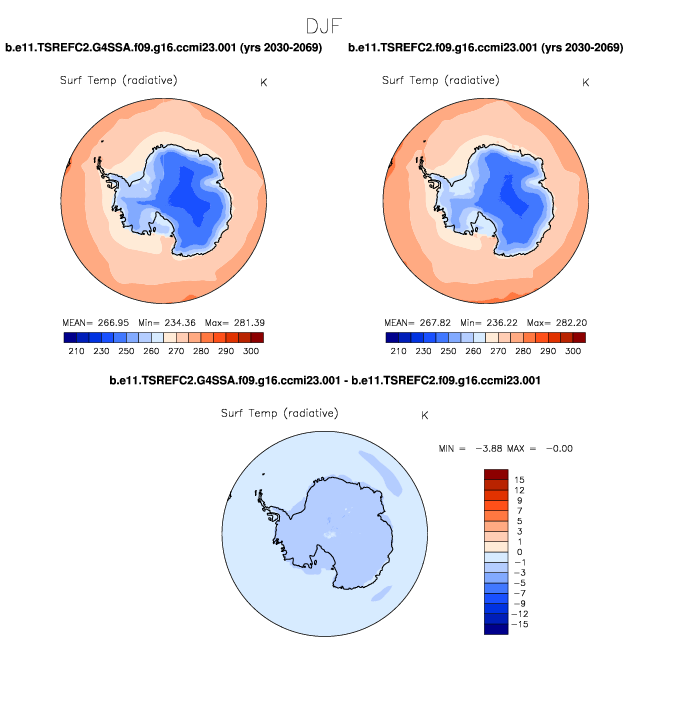 DJF
b.e11.TSREFC2.G4SSA.f09.g16.ccmi23.001 (yrs 2030-2069) b.e11.TSREFC2.f09.g16.ccmi23.001 (yrs 2030-2069)
Surf Temp (radiative) K Surf Temp (radiative) K
MEAN= 266.95 Min= 234.36 Max= 281.39 MEAN= 267.82 Min= 236.22 Max= 282.20
210 230 250 260 270 280 290 300 210 230 250 260 270 280 290 300
b.e11.TSREFC2.G4SSA.f09.g16.ccmi23.001 - b.e11.TSREFC2.f09.g16.ccmi23.001
Surf Temp (radiative) K
MIN = -3.88 MAX = -0.00
15
12
9
7
5
3
1
0
-1
-3
-5
-7
-9
-12
-15